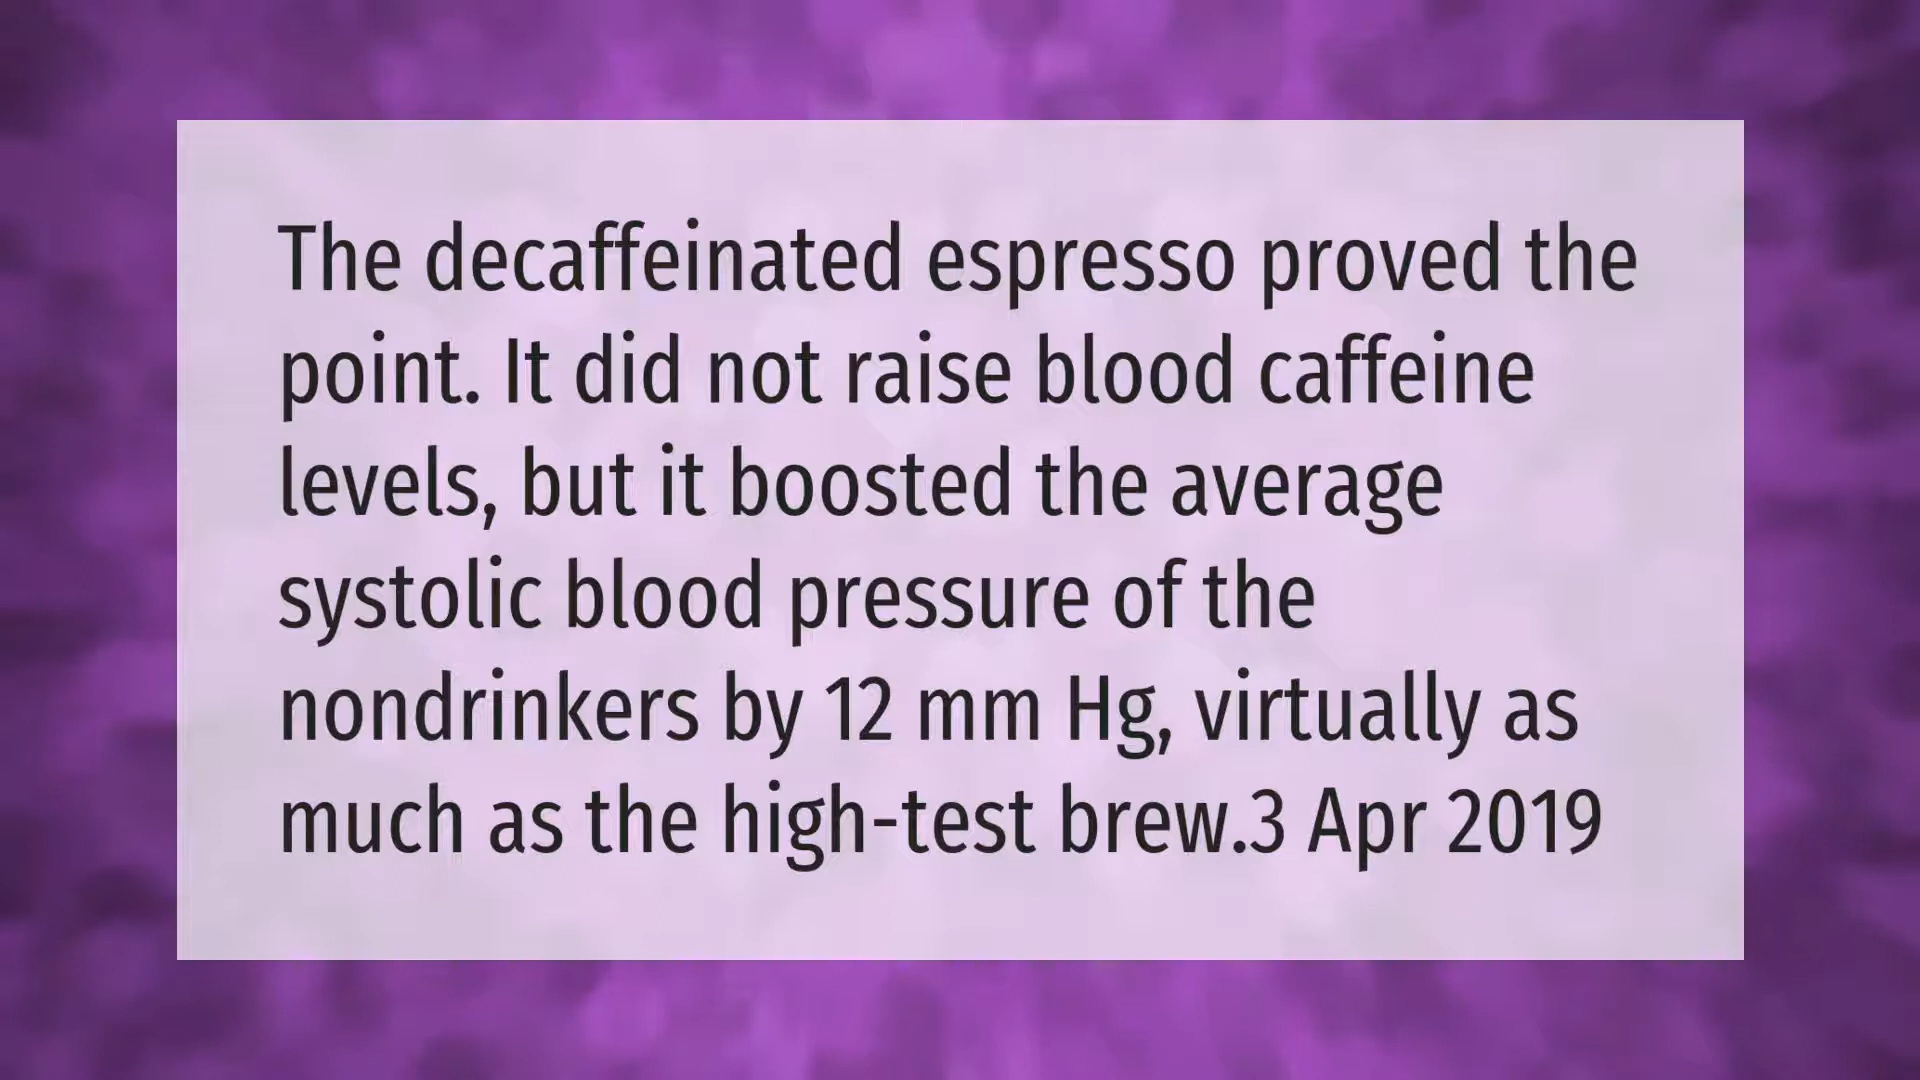 The decaffeinated espresso proved the
point. It did not raise blood caffeine
levels, but it boosted the average
systolic blood pressure of the
nondrinkers by 12 mm Hg, virtually as
much as the high-test brew.3 Apr 2019